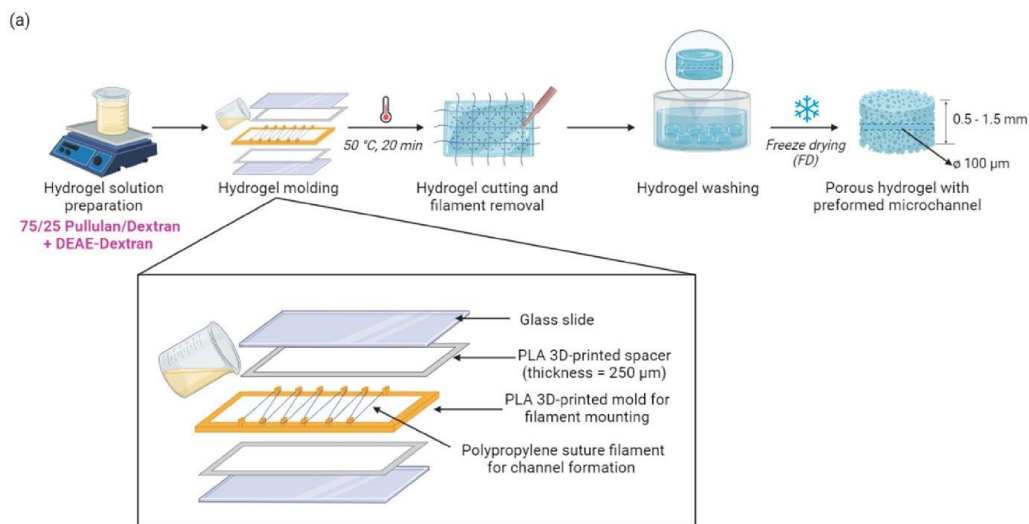 (a)
Hydrogel solution
preparation
75/25 Pullulan/Dextran
+ DEAE-Dextran
Hydrogel molding
50 °C, 20 min
Hydrogel cutting and
filament removal
Hydrogel washing
Freeze drying
(FD)
0.5 - 1.5 mm
ø 100 µm
Porous hydrogel with
preformed microchannel
Glass slide
PLA 3D-printed spacer
(thickness = 250 µm)
PLA 3D-printed mold for
filament mounting
Polypropylene suture filament
for channel formation